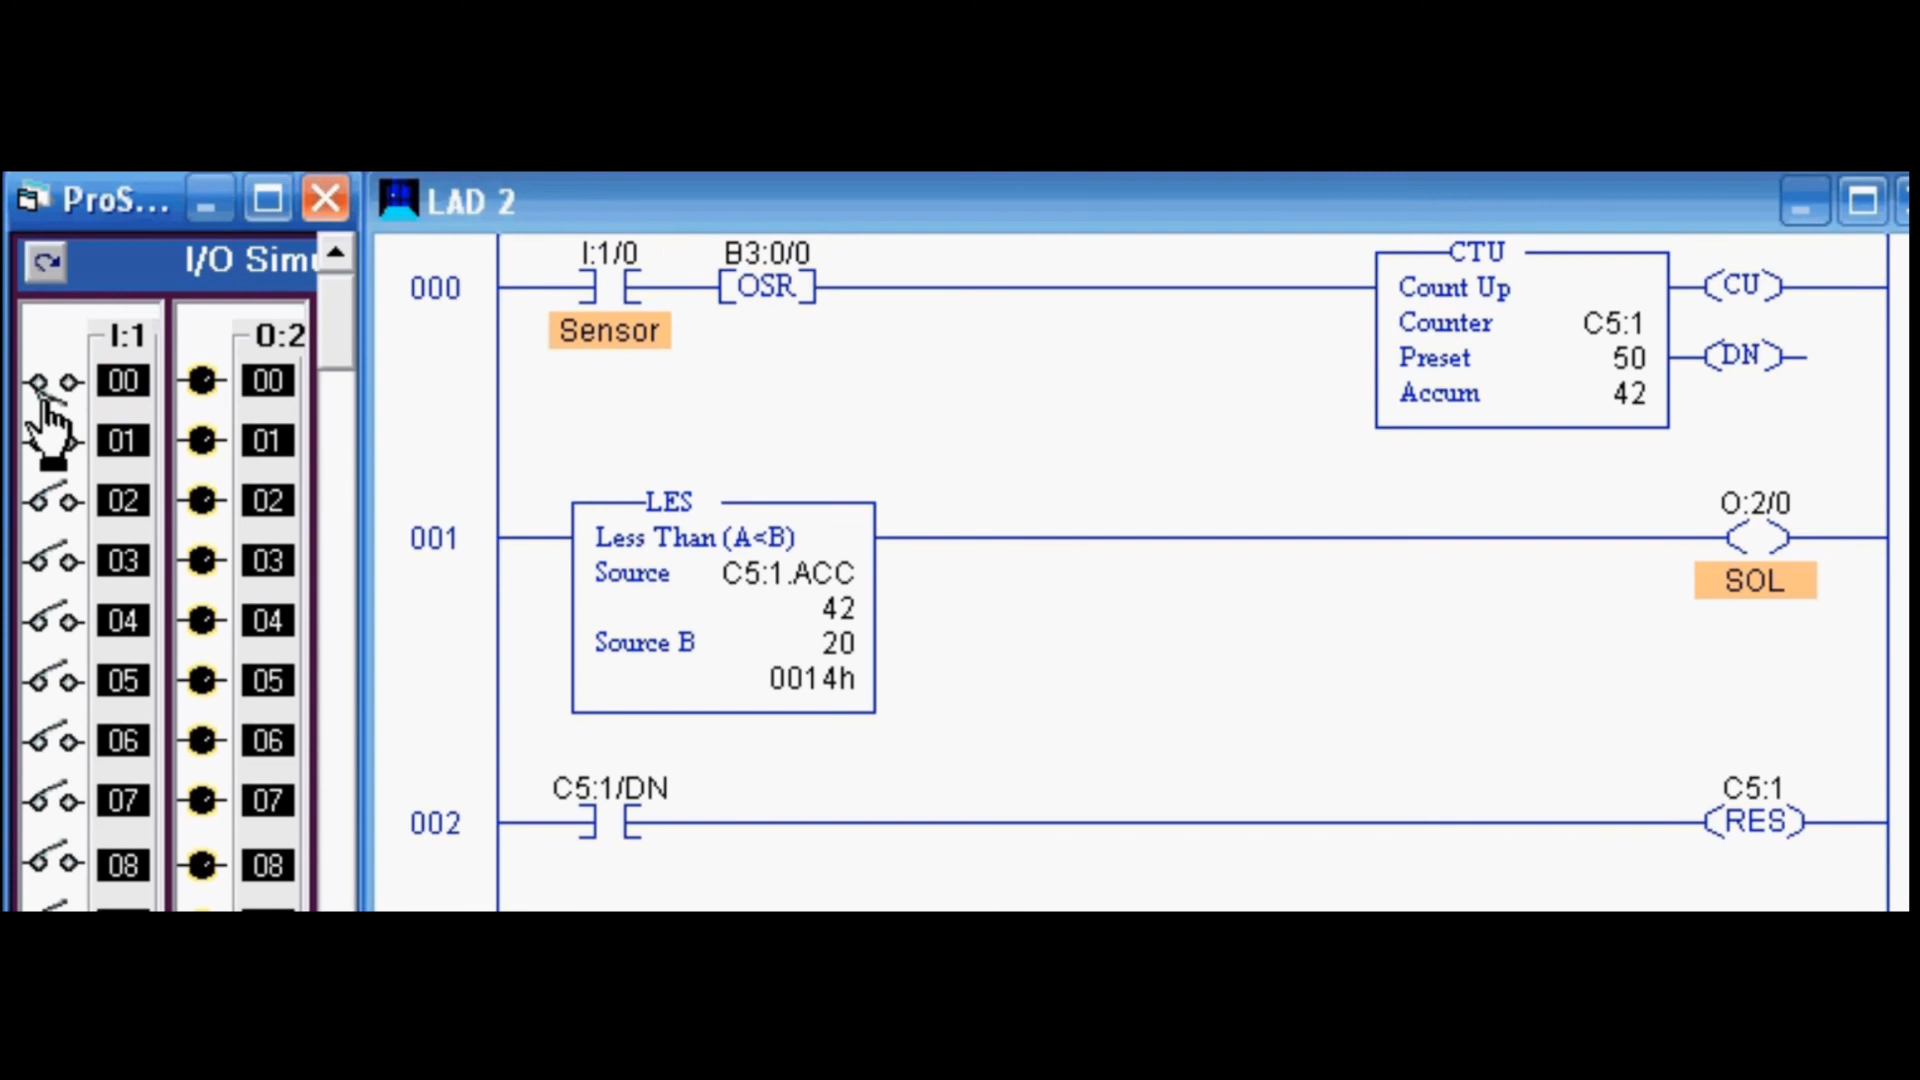 ProS...
LAD 2
I/O Sim
I:1
O:2
00 00
01 01
02 02
03 03
04 04
05 05
06 06
07 07
08 08
000
I:1/0
Sensor
B3:0/0
OSR
CTU
Count Up
Counter C5:1
Preset 50
Accum 42
CU
DN
001
LES
Less Than (A<B)
Source C5:1.ACC
42
Source B 20
0014h
O:2/0
SOL
002
C5:1/DN
C5:1
RES